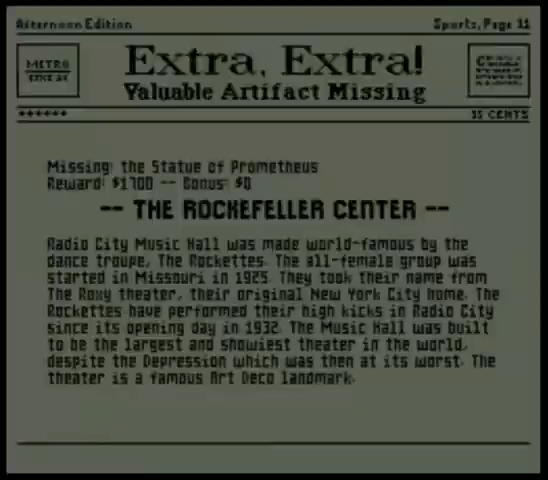 Afternoon Edition
Sports, Page 11
METRO
Extra, Extra!
Valuable Artifact Missing
******
35 CENTS
Missing: the Statue of Prometheus
Reward: $1700 -- Bonus: $0
-- THE ROCKEFELLER CENTER --
Radio City Music Hall was made world-famous by the
dance troupe, The Rockettes. The all-female group was
started in Missouri in 1925. They took their name from
The Roxy theater, their original New York City home. The
Rockettes have performed their high kicks in Radio City
since its opening day in 1932. The Music Hall was built
to be the largest and showiest theater in the world,
despite the Depression which was then at its worst. The
theater is a famous Art Deco landmark.